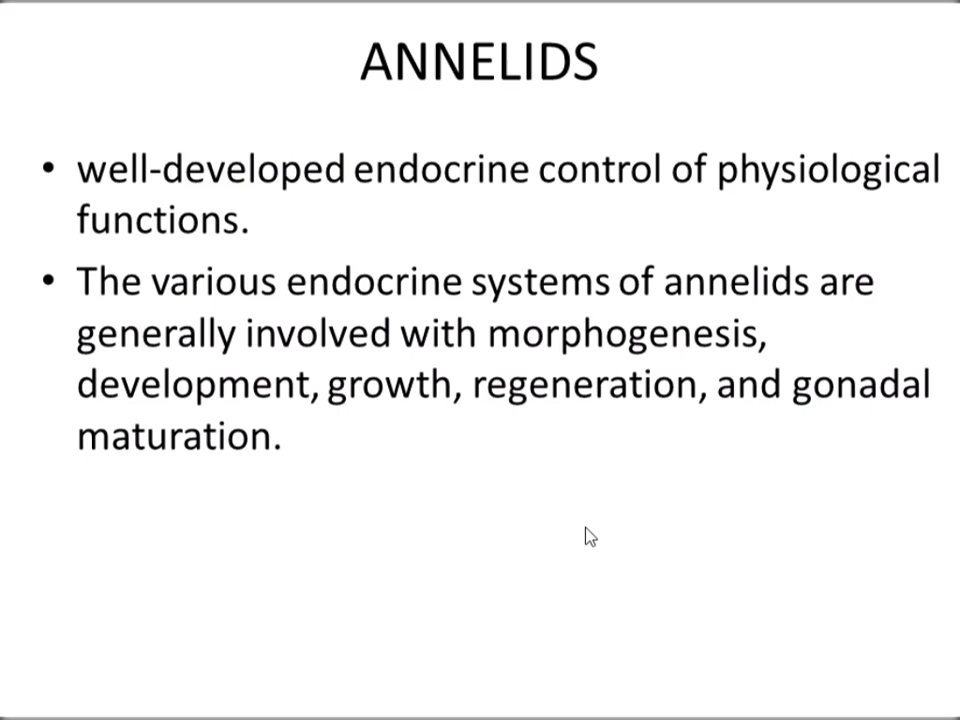 ANNELIDS
• well-developed endocrine control of physiological
functions.
• The various endocrine systems of annelids are
generally involved with morphogenesis,
development, growth, regeneration, and gonadal
maturation.